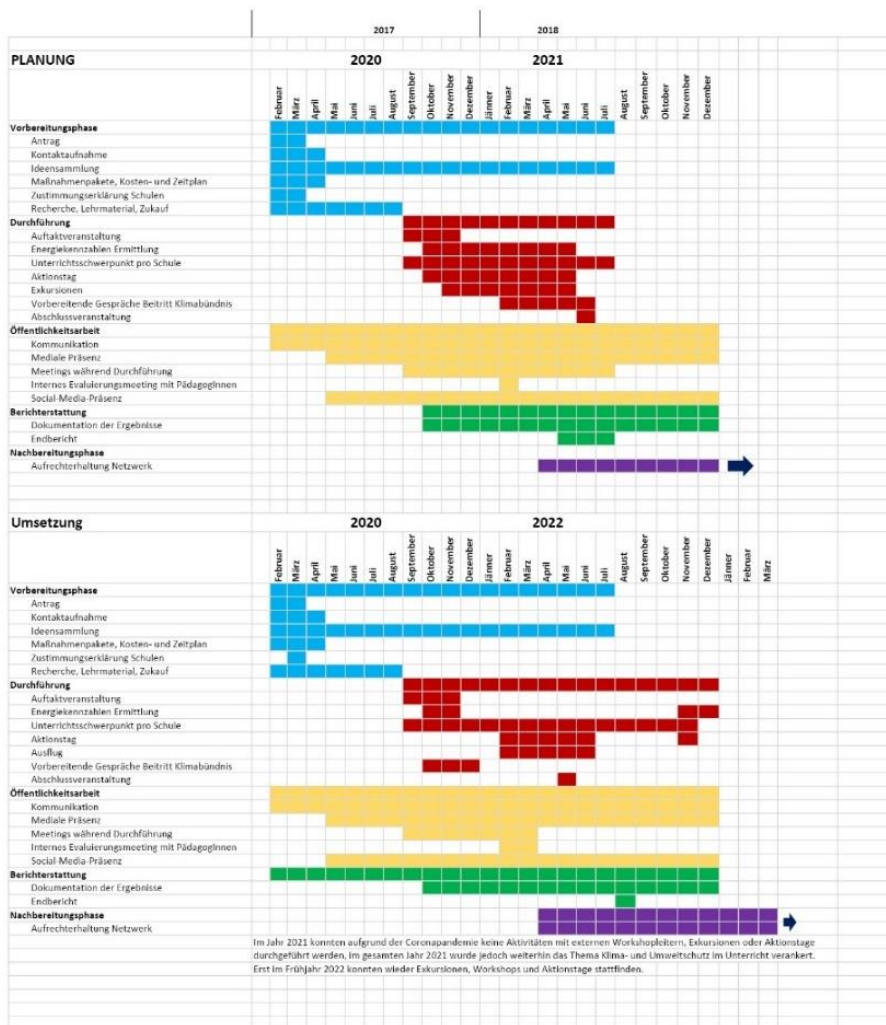 2017 2018
PLANUNG 2020 2021
Februar März April Mai Juni Juli August September Oktober November Dezember Jänner Februar März April Mai Juni Juli August September Oktober November Dezember
Vorbereitungsphase
Antrag
Kontaktaufnahme
Ideensammlung
Maßnahmenpakete, Kosten- und Zeitplan
Zustimmungserklärung Schulen
Recherche, Lehrmaterial, Zukauf
Durchführung
Auftaktveranstaltung
Energiekennzahlen Ermittlung
Unterrichtsschwerpunkt pro Schule
Aktionstag
Exkursionen
Vorbereitende Gespräche Beitritt Klimabündnis
Abschlussveranstaltung
Öffentlichkeitsarbeit
Kommunikation
Mediale Präsenz
Meetings während Durchführung
Internes Evaluierungsmeeting mit PädagogInnen
Social-Media-Präsenz
Berichterstattung
Dokumentation der Ergebnisse
Endbericht
Nachbereitungsphase
Aufrechterhaltung Netzwerk
Umsetzung 2020 2022
Februar März April Mai Juni Juli August September Oktober November Dezember Jänner Februar März April Mai Juni Juli August September Oktober November Dezember Jänner Februar März
Vorbereitungsphase
Antrag
Kontaktaufnahme
Ideensammlung
Maßnahmenpakete, Kosten- und Zeitplan
Zustimmungserklärung Schulen
Recherche, Lehrmaterial, Zukauf
Durchführung
Auftaktveranstaltung
Energiekennzahlen Ermittlung
Unterrichtsschwerpunkt pro Schule
Aktionstag
Ausflug
Vorbereitende Gespräche Beitritt Klimabündnis
Abschlussveranstaltung
Öffentlichkeitsarbeit
Kommunikation
Mediale Präsenz
Meetings während Durchführung
Internes Evaluierungsmeeting mit PädagogInnen
Social-Media-Präsenz
Berichterstattung
Dokumentation der Ergebnisse
Endbericht
Nachbereitungsphase
Aufrechterhaltung Netzwerk
Im Jahr 2021 konnten aufgrund der Coronapandemie keine Aktivitäten mit externen Workshopleitern, Exkursionen oder Aktionstage
durchgeführt werden, im gesamten Jahr 2021 wurde jedoch weiterhin das Thema Klima- und Umweltschutz im Unterricht verankert.
Erst im Frühjahr 2022 konnten wieder Exkursionen, Workshops und Aktionstage stattfinden.